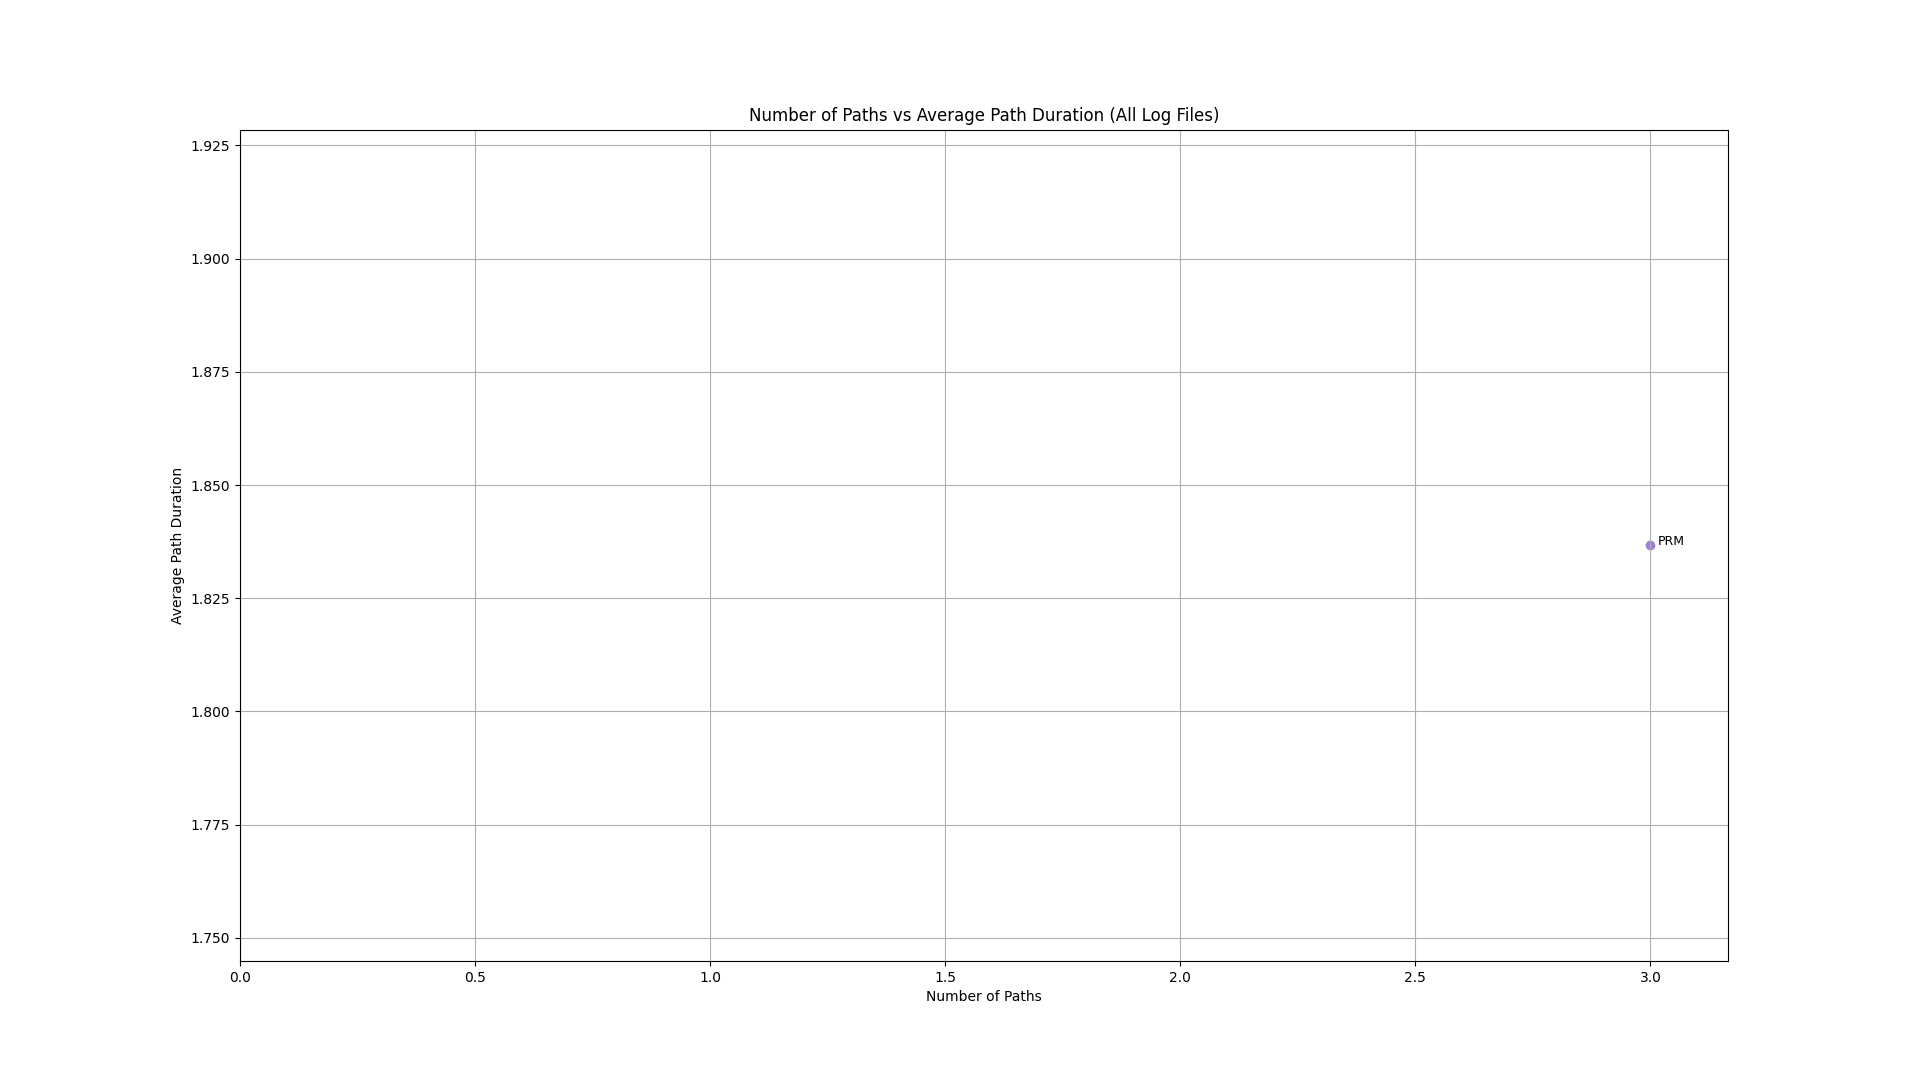 Number of Paths vs Average Path Duration (All Log Files)
1.925
1.900
1.875
1.850
1.825
1.800
1.775
1.750
Average Path Duration
PRM
0.0 0.5 1.0 1.5 2.0 2.5 3.0
Number of Paths